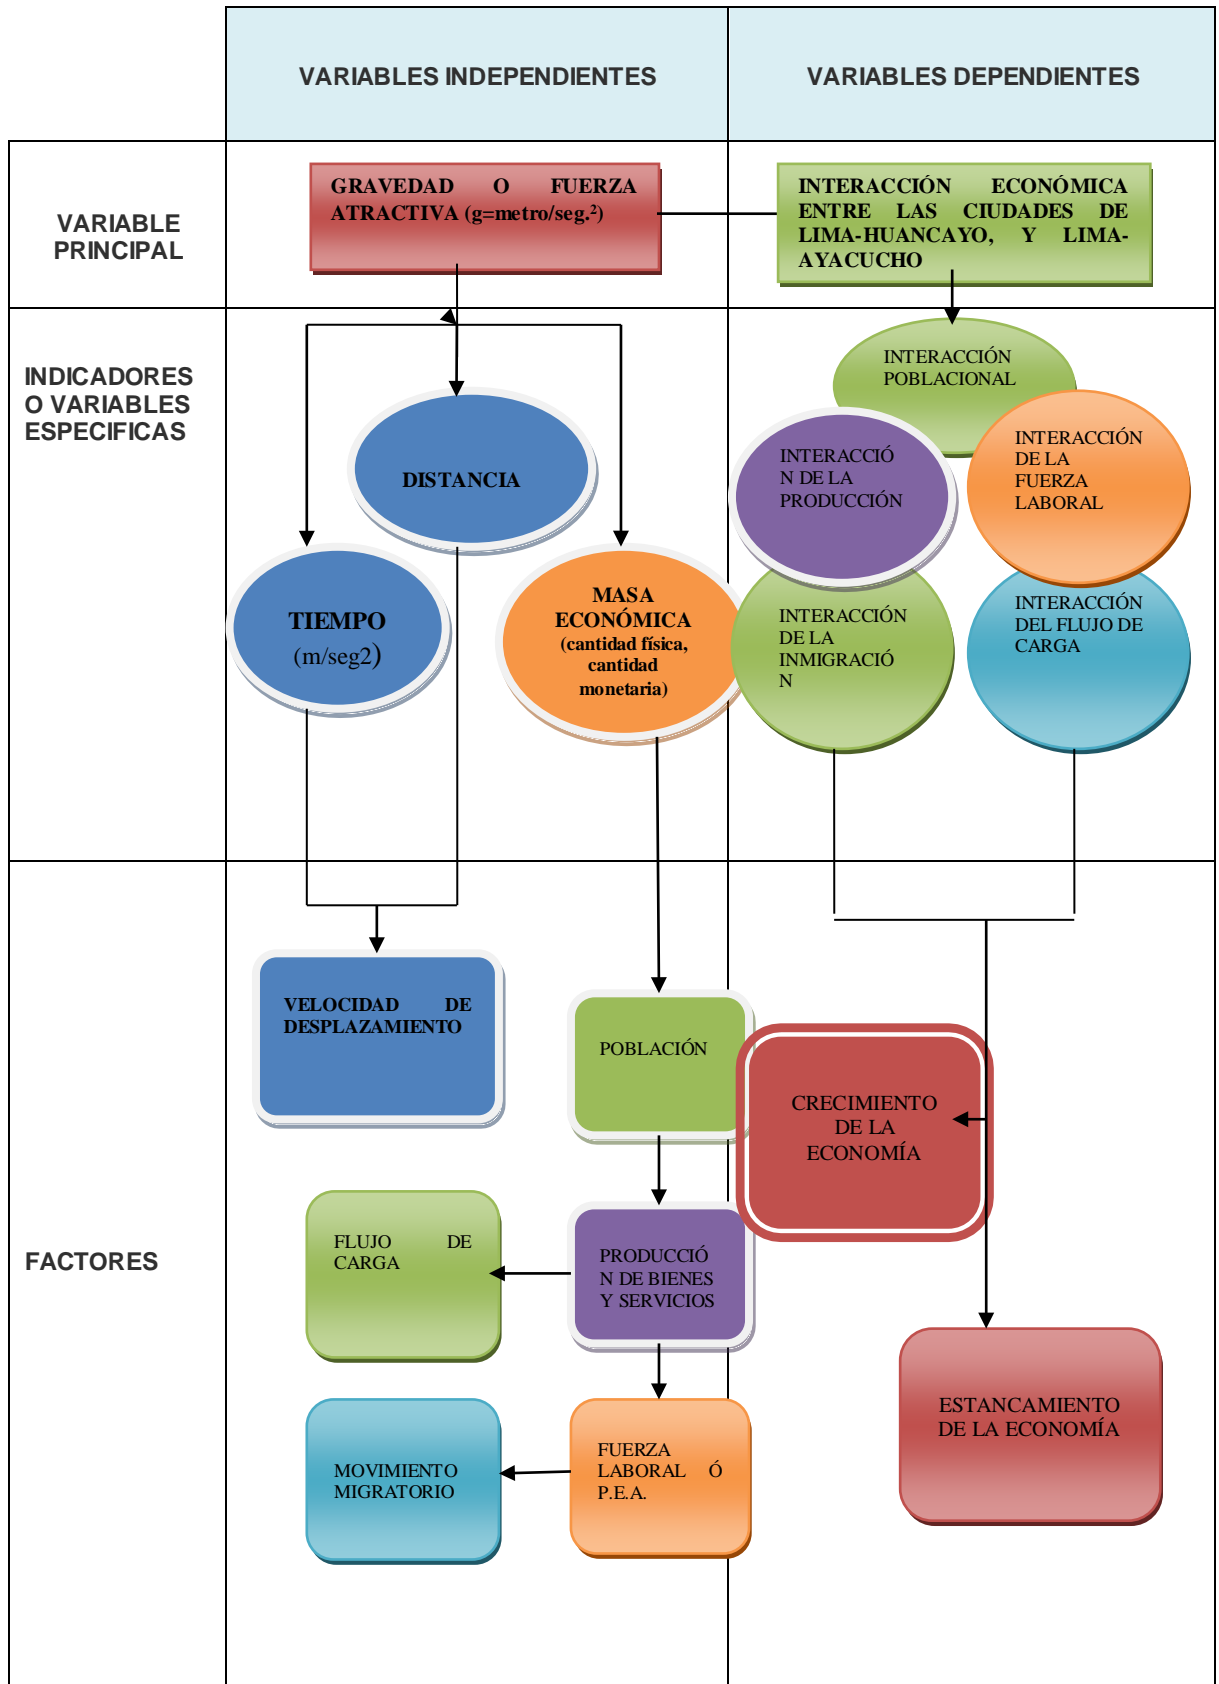 VARIABLES INDEPENDIENTES
VARIABLES DEPENDIENTES
VARIABLE
PRINCIPAL
GRAVEDAD O FUERZA
ATRACTIVA (g=metro/seg.²)
INTERACCIÓN ECONÓMICA
ENTRE LAS CIUDADES DE
LIMA-HUANCAYO, Y LIMA-
AYACUCHO
INDICADORES
O VARIABLES
ESPECIFICAS
DISTANCIA
TIEMPO
(m/seg2)
MASA
ECONÓMICA
(cantidad física,
cantidad
monetaria)
INTERACCIÓN
POBLACIONAL
INTERACCIÓ
N DE LA
PRODUCCIÓN
INTERACCIÓN
DE LA
FUERZA
LABORAL
INTERACCIÓN
DE LA
INMIGRACIÓ
N
INTERACCIÓN
DEL FLUJO DE
CARGA
FACTORES
VELOCIDAD DE
DESPLAZAMIENTO
POBLACIÓN
CRECIMIENTO
DE LA
ECONOMÍA
FLUJO DE
CARGA
PRODUCCIÓ
N DE BIENES
Y SERVICIOS
MOVIMIENTO
MIGRATORIO
FUERZA
LABORAL Ó
P.E.A.
ESTANCAMIENTO
DE LA ECONOMÍA